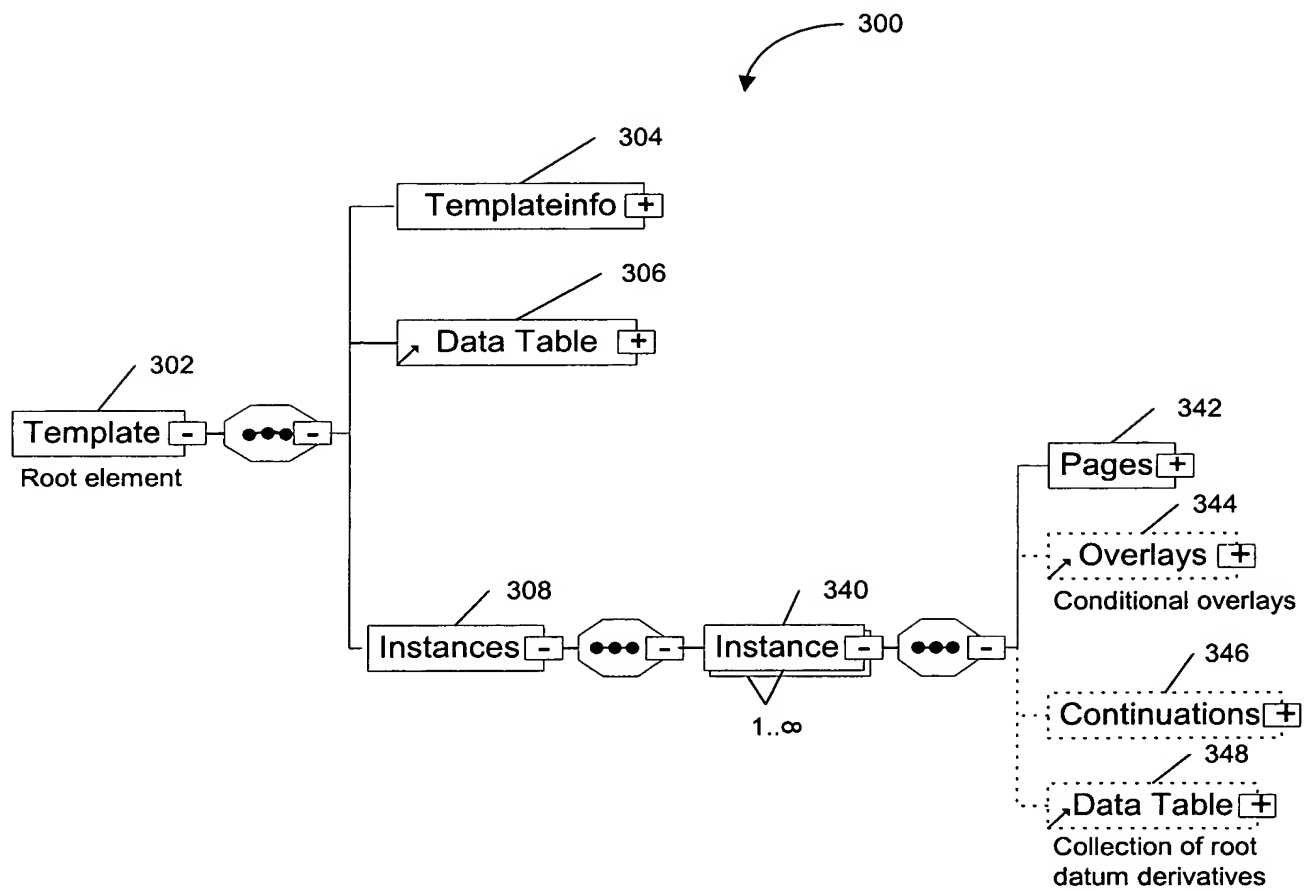 300
304
Templateinfo +
306
Data Table +
302
Template -
-
Root element
342
Pages +
344
Overlays +
Conditional overlays
308
Instances -
-
340
Instance -
-
1..∞
346
Continuations +
348
Data Table +
Collection of root
datum derivatives